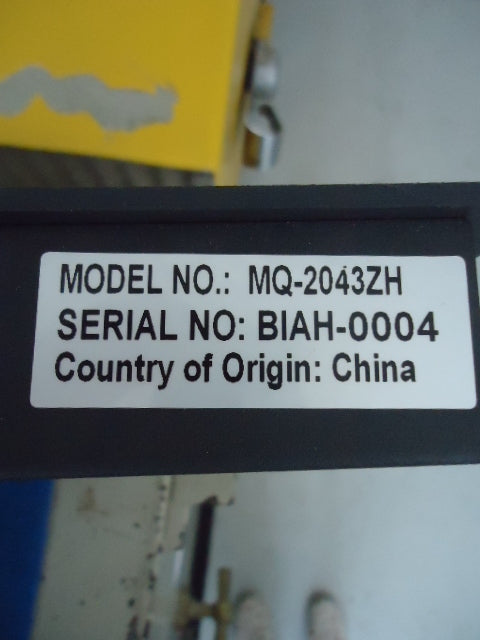 MODEL NO.: MQ-2043ZH
SERIAL NO: BIAH-0004
Country of Origin: China